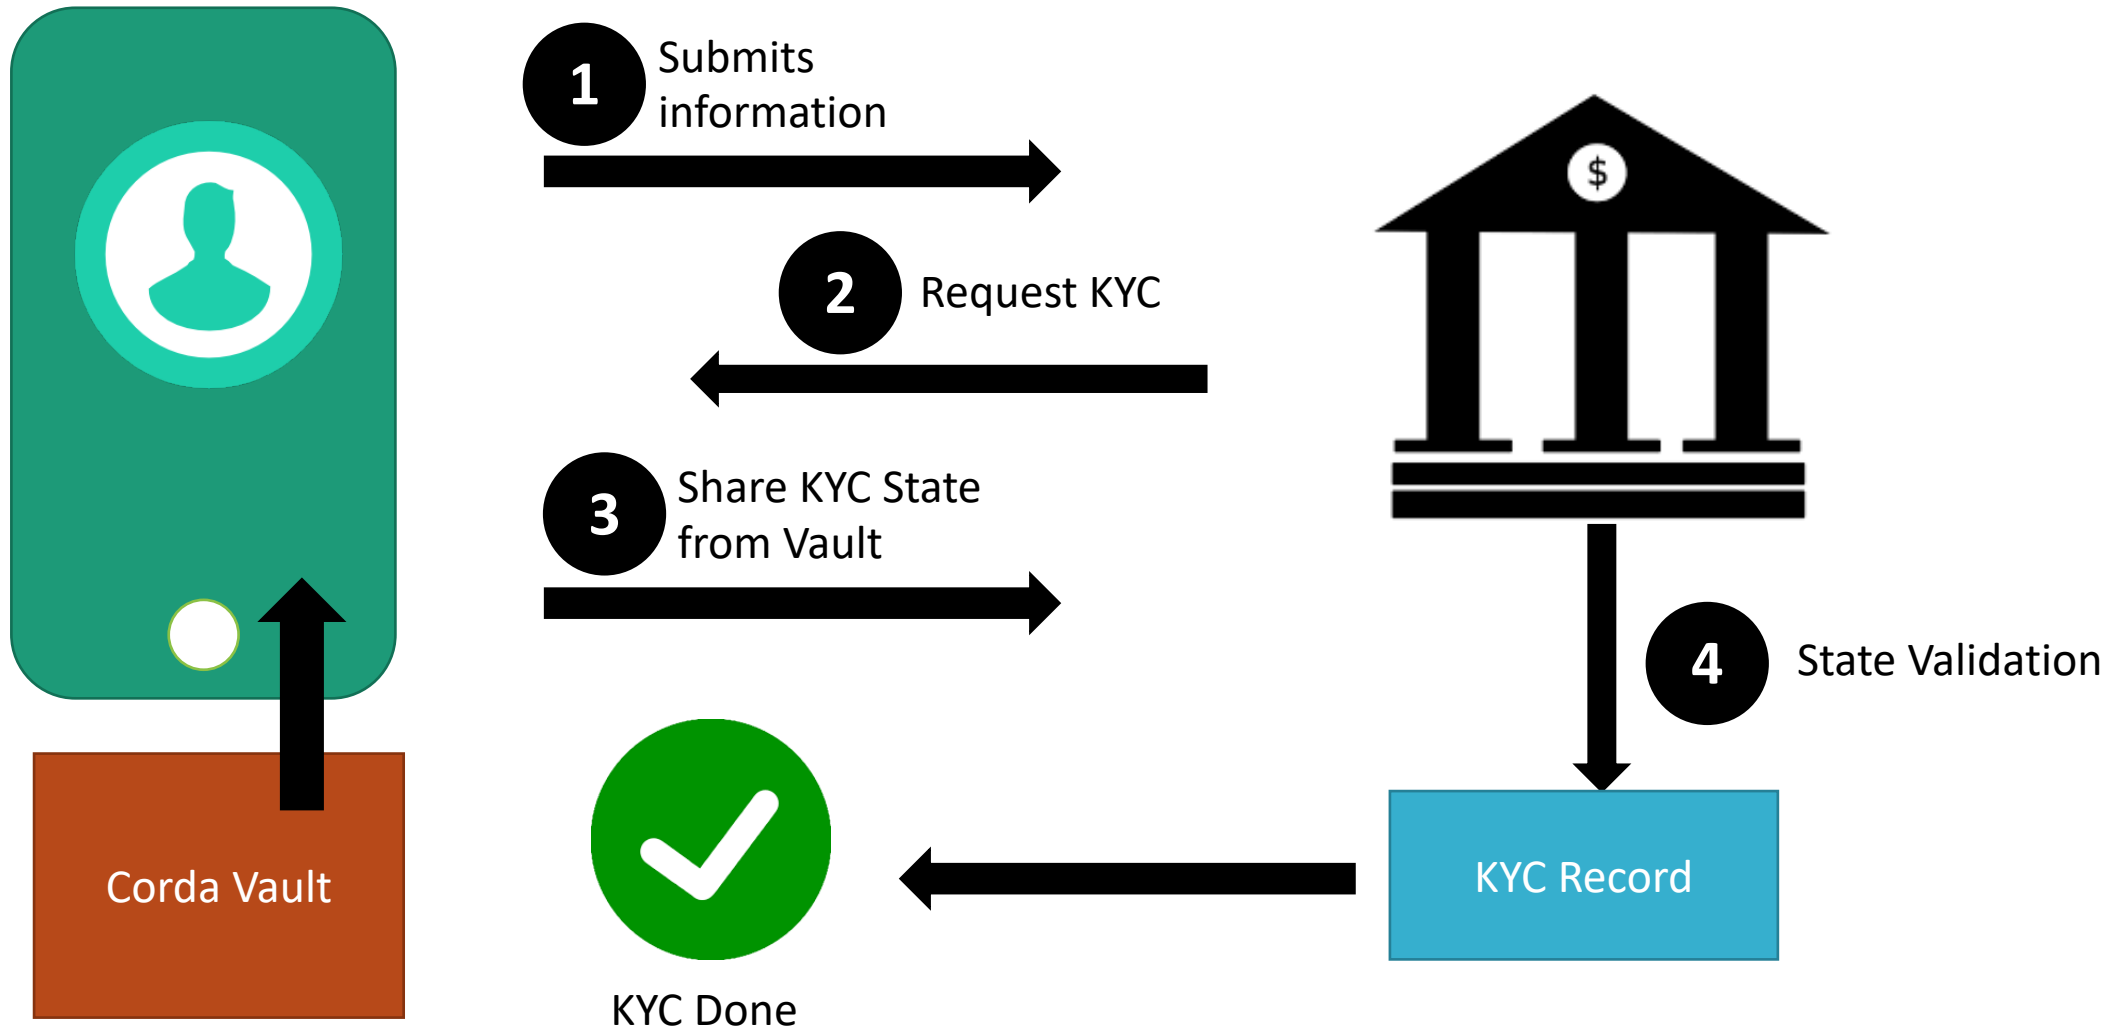 1
Submits
information
$
2
Request KYC
3
Share KYC State
from Vault
4
State Validation
Corda Vault
KYC Record
KYC Done